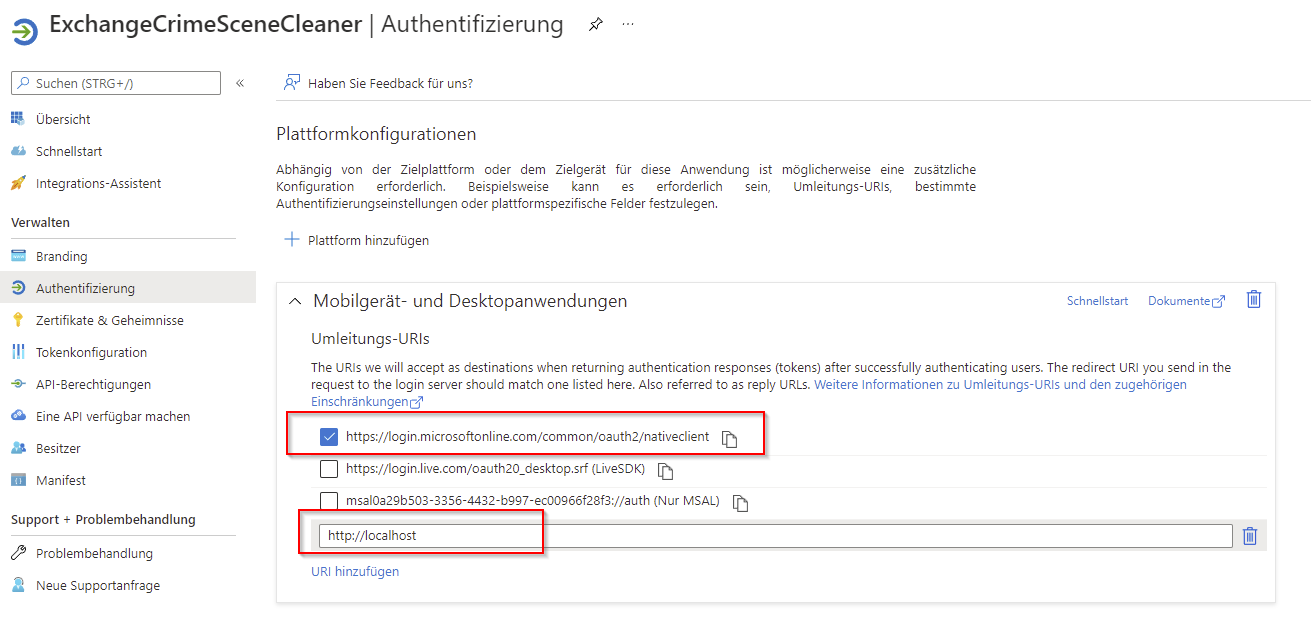 ExchangeCrimeSceneCleaner | Authentifizierung ...
Suchen (STRG+/)
«
Übersicht
Schnellstart
Integrations-Assistent
Verwalten
Branding
Authentifizierung
Zertifikate & Geheimnisse
Tokenkonfiguration
API-Berechtigungen
Eine API verfügbar machen
Besitzer
Manifest
Support + Problembehandlung
Problembehandlung
Neue Supportanfrage
Haben Sie Feedback für uns?
Plattformkonfigurationen
Abhängig von der Zielplattform oder dem Zielgerät für diese Anwendung ist möglicherweise eine zusätzliche
Konfiguration erforderlich. Beispielsweise kann es erforderlich sein, Umleitungs-URIs, bestimmte
Authentifizierungseinstellungen oder plattformspezifische Felder festzulegen.
Plattform hinzufügen
Mobilgerät- und Desktopanwendungen
Schnellstart
Dokumente
Umleitungs-URIs
The URIs we will accept as destinations when returning authentication responses (tokens) after successfully authenticating users. The redirect URI you send in the
request to the login server should match one listed here. Also referred to as reply URLs. Weitere Informationen zu Umleitungs-URIs und den zugehörigen
Einschränkungen
https://login.microsoftonline.com/common/oauth2/nativeclient
https://login.live.com/oauth20_desktop.srf (LiveSDK)
msal0a29b503-3356-4432-b997-ec00966f28f3://auth (Nur MSAL)
http://localhost
URI hinzufügen